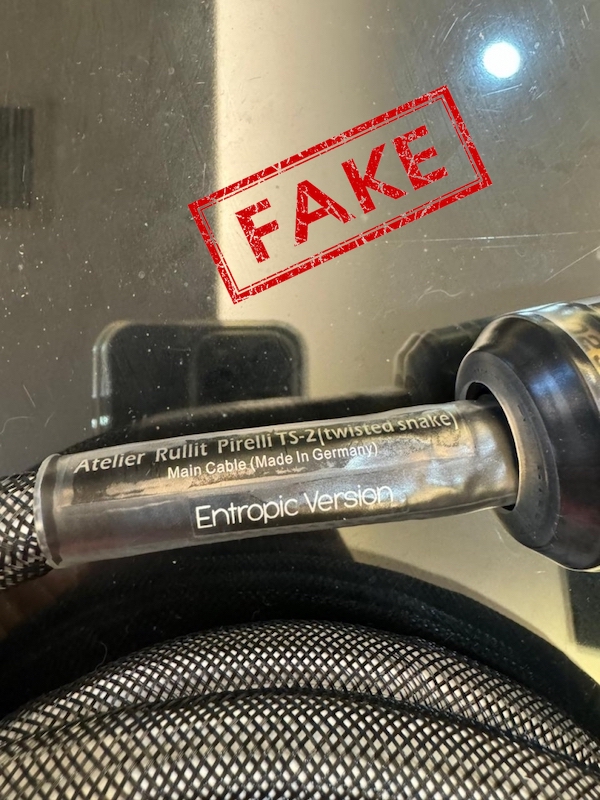 FAKE
Atelier Rullit Pirelli TS-2(twisted snake)
Main Cable (Made In Germany)
Entropic Version